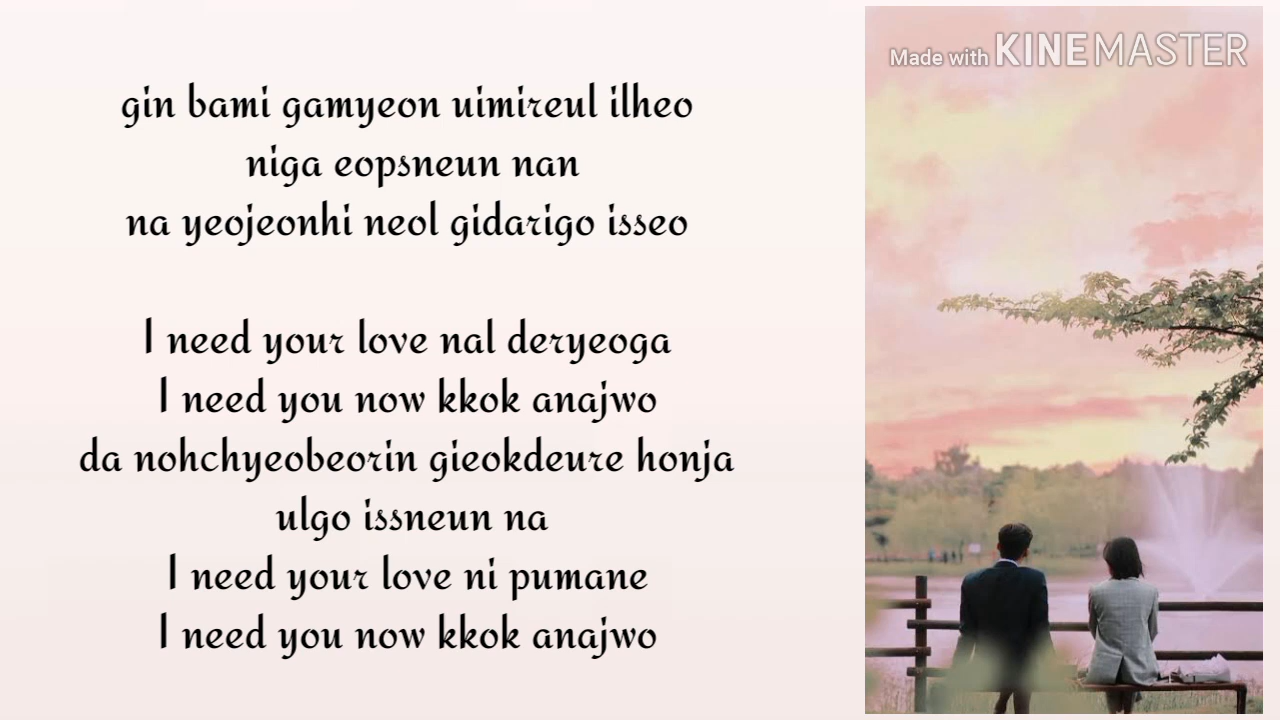 gin bami gamyeon uimireul ilheo
niga eopsneun nan
na yeojeonhi neol gidarigo isseo
I need your love nal deryeoga
I need you now kkok anajwo
da nohchyeobeorin gieokdeure honja
ulgo issneun na
I need your love ni pumane
I need you now kkok anajwo
Made with KINEMASTER